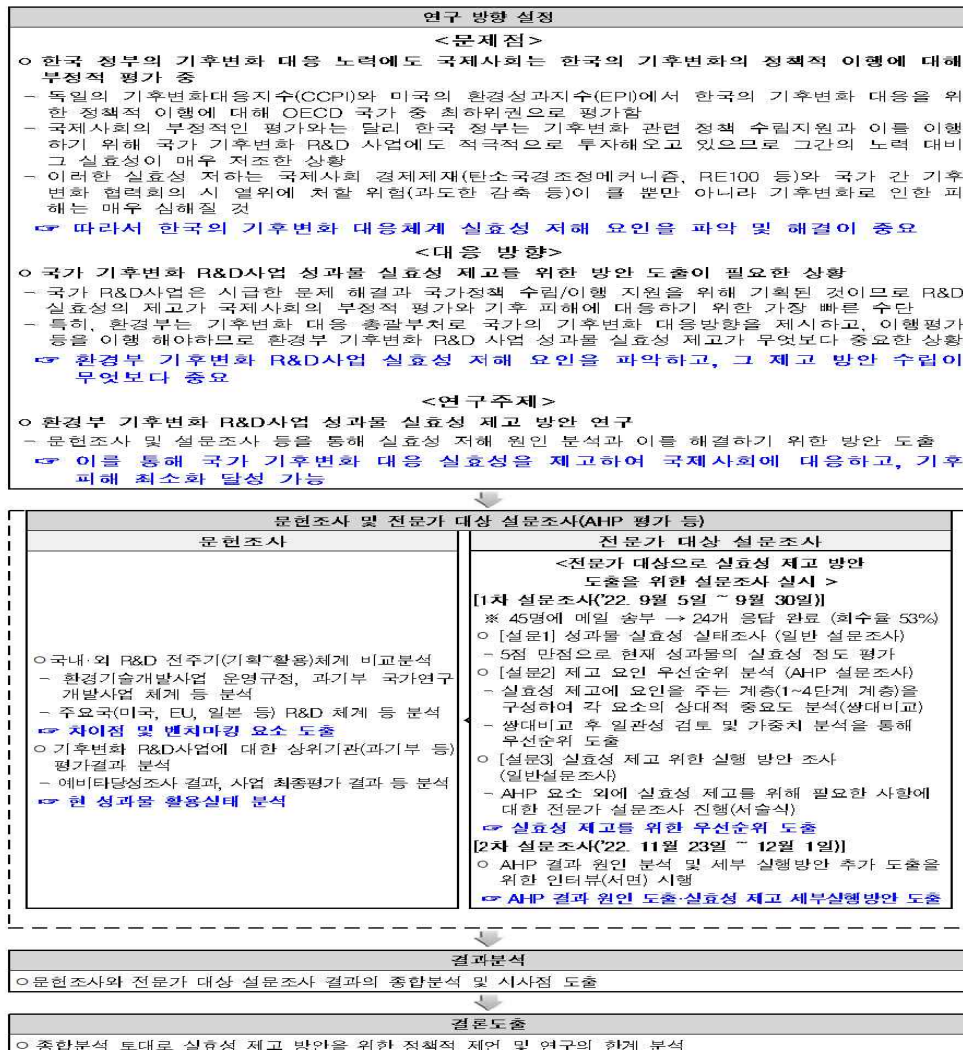 연구 방향 설정
<문제점>
○ 한국 정부의 기후변화 대응 노력에도 국제사회는 한국의 기후변화의 정책적 이행에 대해
부정적 평가 중
- 독일의 기후변화대응지수(CCPI)와 미국의 환경성과지수(EPI)에서 한국의 기후변화 대응을 위
한 정책적 이행에 대해 OECD 국가 중 최하위권으로 평가함
- 국제사회의 부정적인 평가와는 달리 한국 정부는 기후변화 관련 정책 수립지원과 이를 이행
하기 위해 국가 기후변화 R&D 사업에도 적극적으로 투자해오고 있으므로 그간의 노력 대비
그 실효성이 매우 저조한 상황
- 이러한 실효성 저하는 국제사회 경제제재(탄소국경조정메커니즘, RE100 등)와 국가 간 기후
변화 협력회의 시 열위에 처할 위험(과도한 감축 등)이 클 뿐만 아니라 기후변화로 인한 피
해는 매우 심해질 것
☞ 따라서 한국의 기후변화 대응체계 실효성 저해 요인을 파악 및 해결이 중요
<대응 방향>
○ 국가 기후변화 R&D사업 성과물 실효성 제고를 위한 방안 도출이 필요한 상황
- 국가 R&D사업은 시급한 문제 해결과 국가정책 수립/이행 지원을 위해 기획된 것이므로 R&D
실효성의 제고가 국제사회의 부정적 평가와 기후 피해에 대응하기 위한 가장 빠른 수단
- 특히, 환경부는 기후변화 대응 총괄부처로 국가의 기후변화 대응방향을 제시하고, 이행평가
등을 이행 해야하므로 환경부 기후변화 R&D 사업 성과물 실효성 제고가 무엇보다 중요한 상황
☞ 환경부 기후변화 R&D사업 실효성 저해 요인을 파악하고, 그 제고 방안 수립이
무엇보다 중요
<연구주제>
○ 환경부 기후변화 R&D사업 성과물 실효성 제고 방안 연구
- 문헌조사 및 설문조사 등을 통해 실효성 저해 원인 분석과 이를 해결하기 위한 방안 도출
☞ 이를 통해 국가 기후변화 대응 실효성을 제고하여 국제사회에 대응하고, 기후
피해 최소화 달성 가능
문헌조사 및 전문가 대상 설문조사(AHP 평가 등)
문헌조사
○국내·외 R&D 전주기(기획~활용)체계 비교분석
- 환경기술개발사업 운영규정, 과기부 국가연구
개발사업 체계 등 분석
- 주요국(미국, EU, 일본 등) R&D 체계 등 분석
☞ 차이점 및 벤치마킹 요소 도출
○기후변화 R&D사업에 대한 상위기관(과기부 등)
평가결과 분석
- 예비타당성조사 결과, 사업 최종평가 결과 등 분석
☞ 현 성과물 활용실태 분석
전문가 대상 설문조사
<전문가 대상으로 실효성 제고 방안
도출을 위한 설문조사 실시 >
[1차 설문조사('22. 9월 5일 ~ 9월 30일)]
※ 45명에 메일 송부 → 24개 응답 완료 (회수율 53%)
○ [설문1] 성과물 실효성 실태조사 (일반 설문조사)
- 5점 만점으로 현재 성과물의 실효성 정도 평가
○ [설문2] 제고 요인 우선순위 분석 (AHP 설문조사)
- 실효성 제고에 요인을 주는 계층(1~4단계 계층)을
구성하여 각 요소의 상대적 중요도 분석(쌍대비교)
- 쌍대비교 후 일관성 검토 및 가중치 분석을 통해
우선순위 도출
○ [설문3] 실효성 제고 위한 실행 방안 조사
(일반설문조사)
- AHP 요소 외에 실효성 제고를 위해 필요한 사항에
대한 전문가 설문조사 진행(서술식)
☞ 실효성 제고를 위한 우선순위 도출
[2차 설문조사('22. 11월 23일 ~ 12월 1일)]
○ AHP 결과 원인 분석 및 세부 실행방안 추가 도출을
위한 인터뷰(서면) 시행
☞ AHP 결과 원인 도출·실효성 제고 세부실행방안 도출
결과분석
○문헌조사와 전문가 대상 설문조사 결과의 종합분석 및 시사점 도출
결론도출
○ 종합분석 토대로 실효성 제고 방안을 위한 정책적 제언 및 연구의 한계 분석